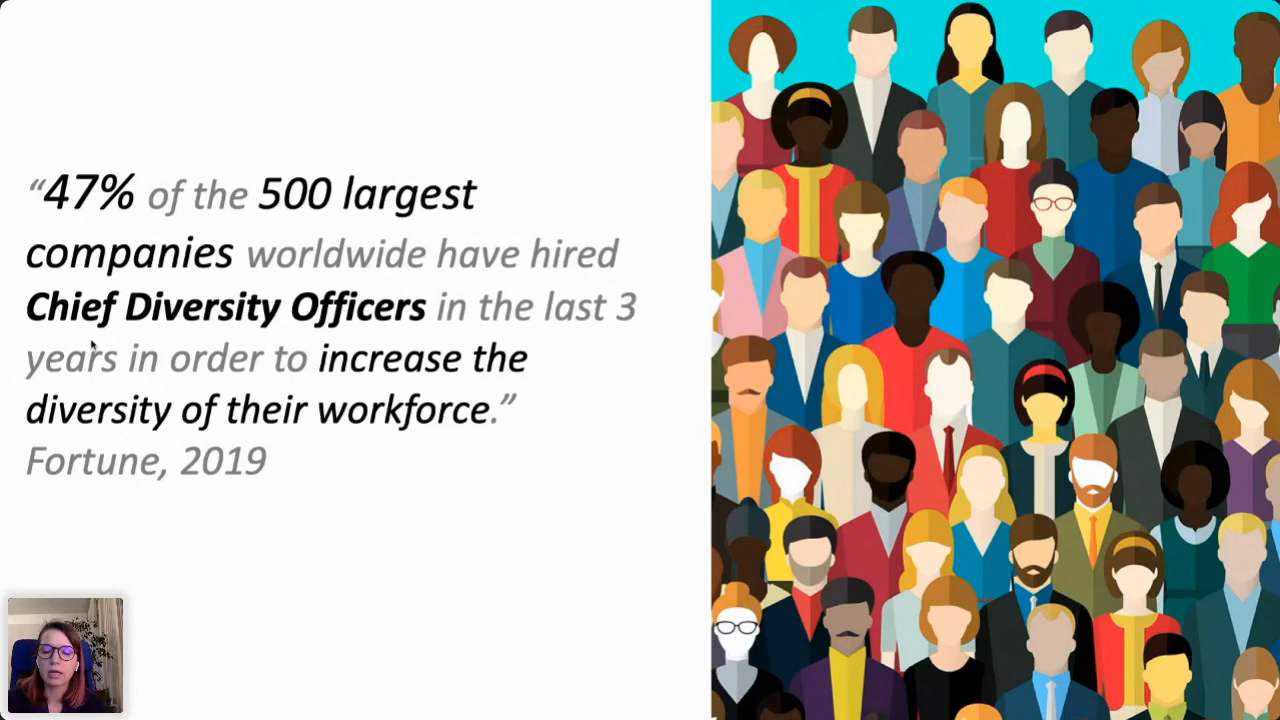 “47% of the 500 largest
companies worldwide have hired
Chief Diversity Officers in the last 3
years in order to increase the
diversity of their workforce.”
Fortune, 2019